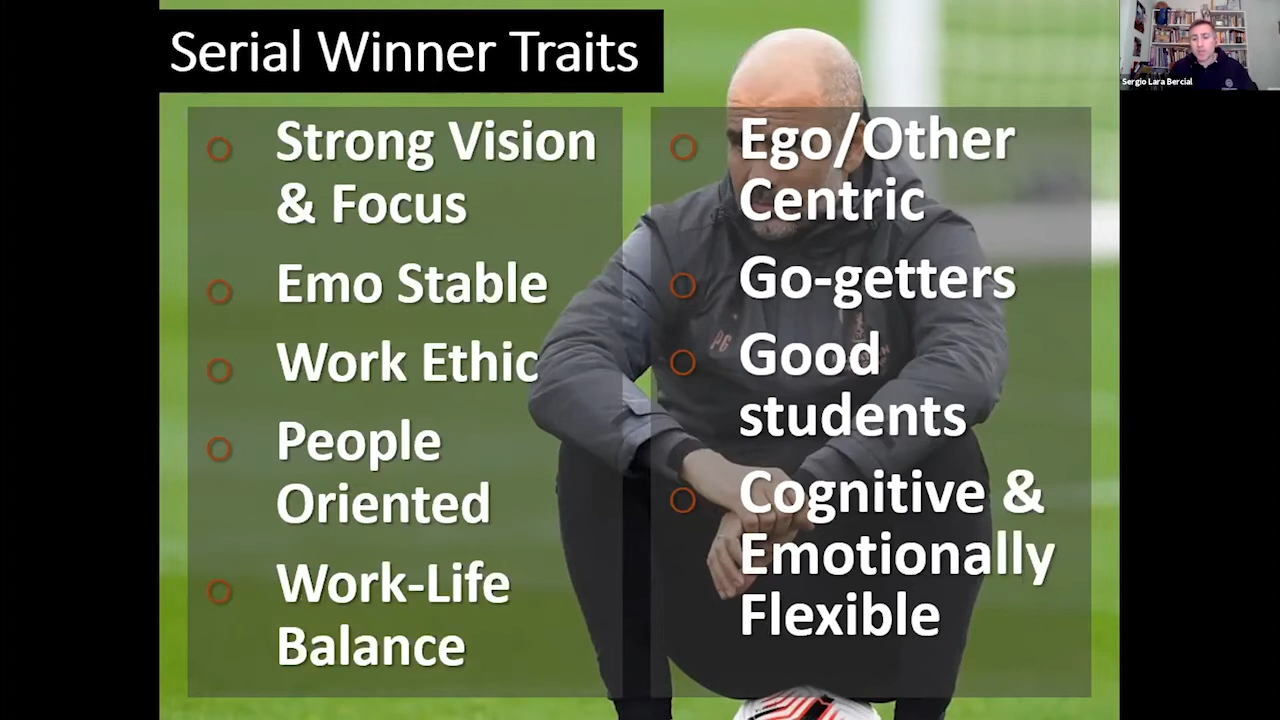 Serial Winner Traits
Strong Vision
& Focus
Emo Stable
Work Ethic
People
Oriented
Work-Life
Balance
Ego/Other
Centric
Go-getters
Good
students
Cognitive &
Emotionally
Flexible
PG
Sergio Lara Bercial